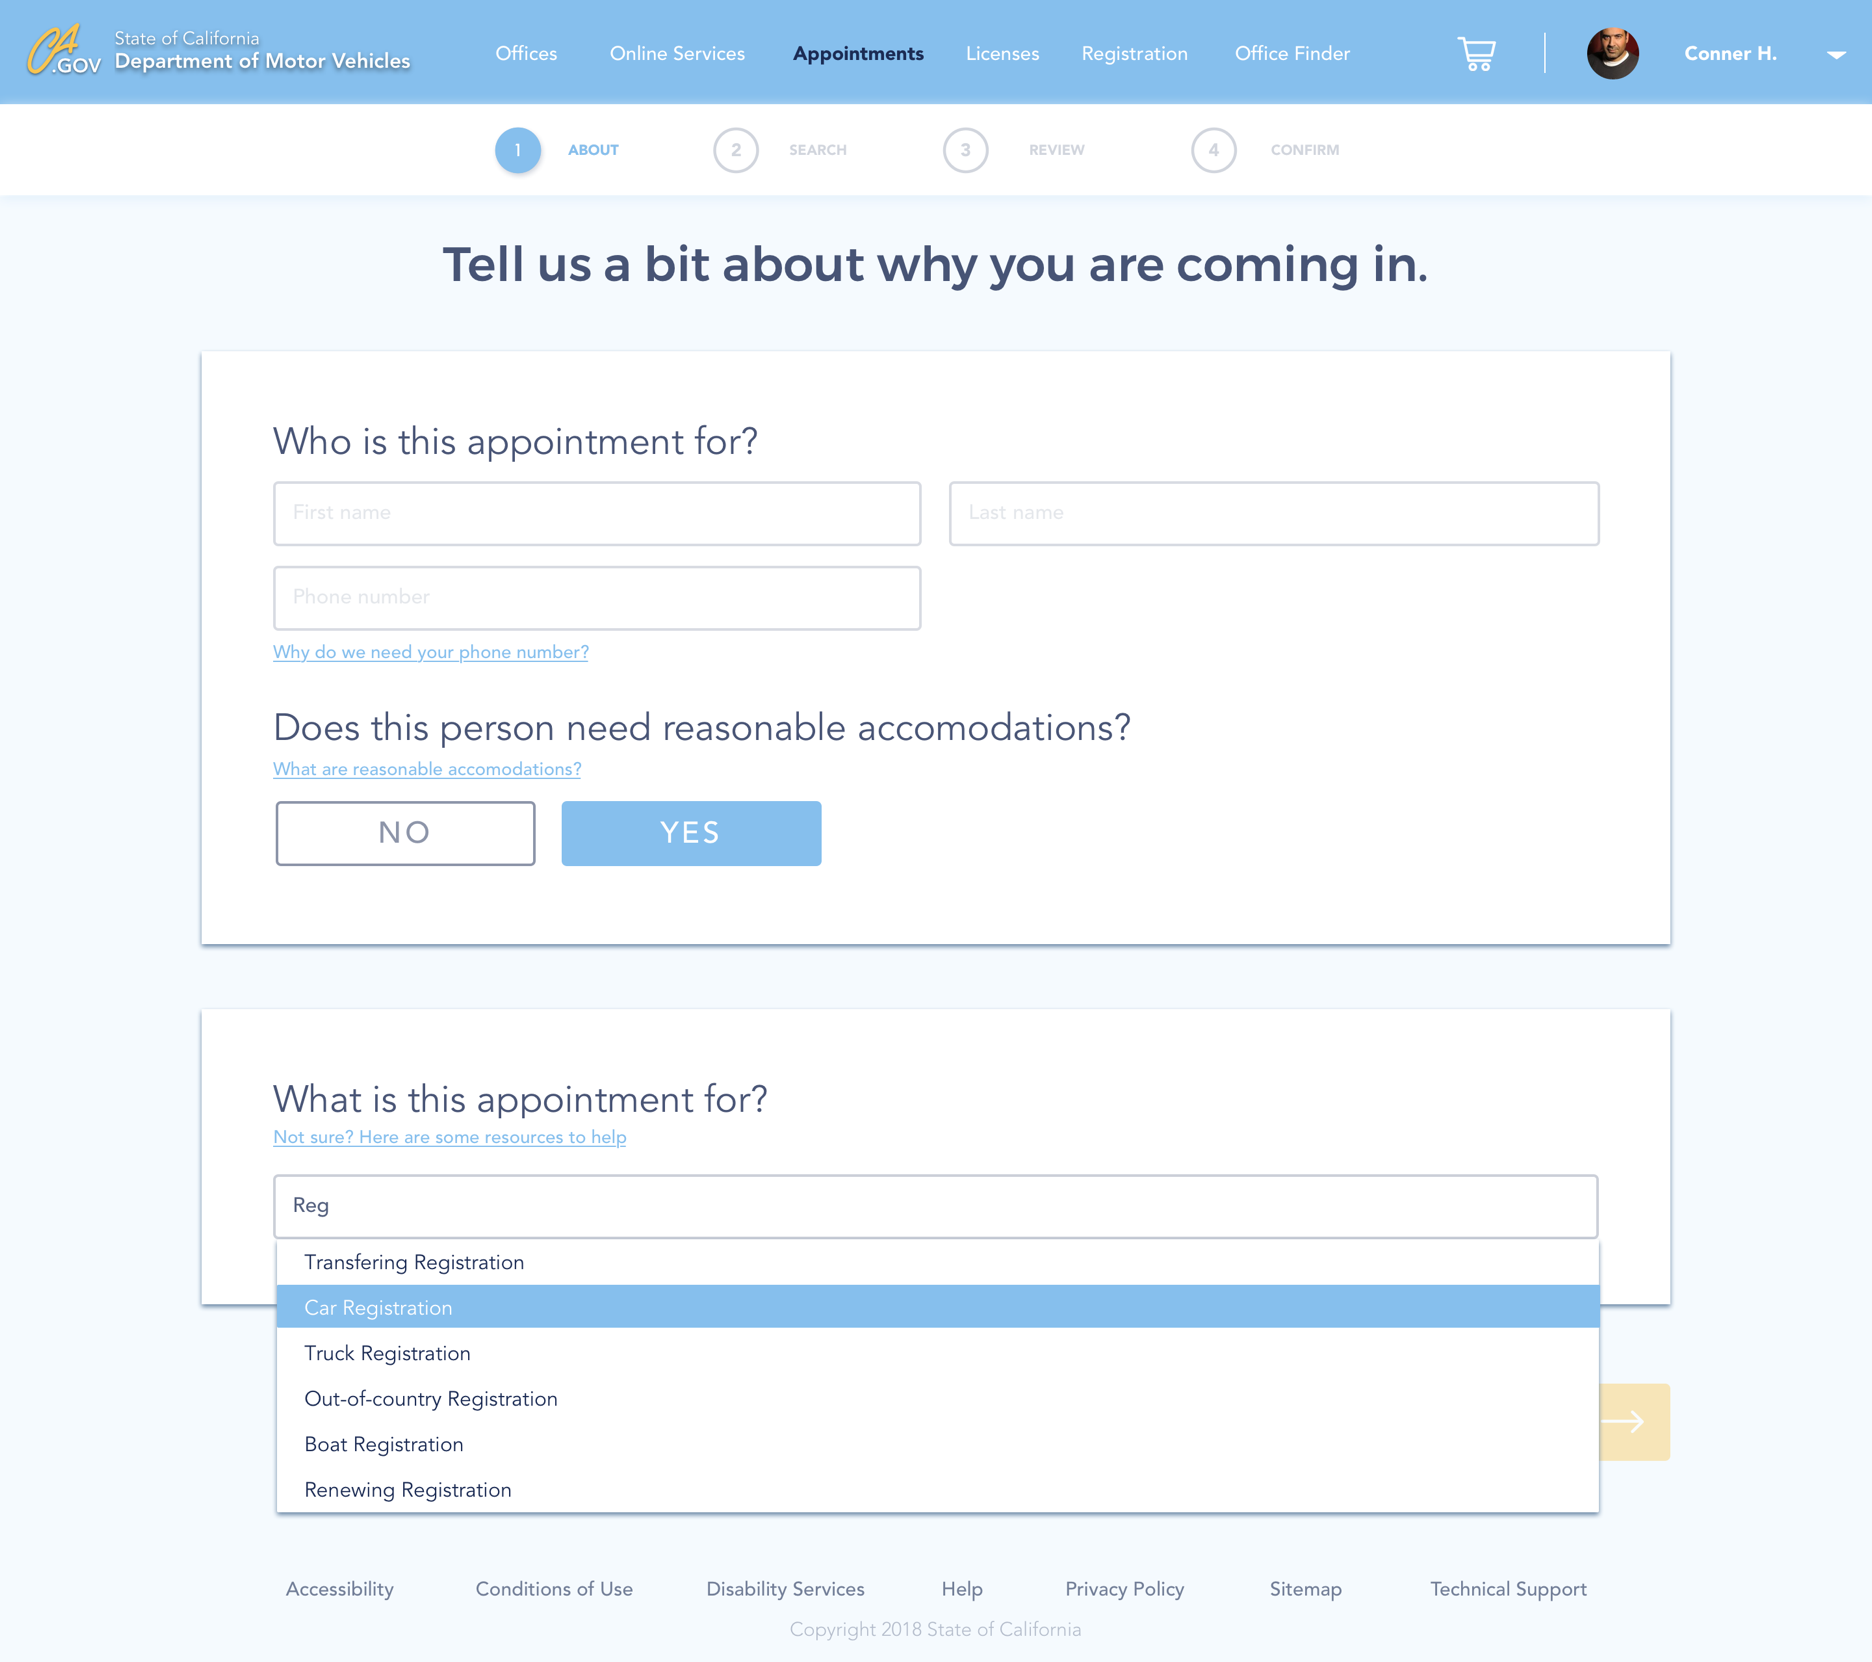 CA .GOV
State of California
Department of Motor Vehicles
Offices Online Services Appointments Licenses Registration Office Finder Conner H.
1 ABOUT 2 SEARCH 3 REVIEW 4 CONFIRM
Tell us a bit about why you are coming in.
Who is this appointment for?
First name Last name
Phone number
Why do we need your phone number?
Does this person need reasonable accomodations?
What are reasonable accomodations?
NO YES
What is this appointment for?
Not sure? Here are some resources to help
Reg
Transfering Registration
Car Registration
Truck Registration
Out-of-country Registration
Boat Registration
Renewing Registration
Accessibility Conditions of Use Disability Services Help Privacy Policy Sitemap Technical Support
Copyright 2018 State of California